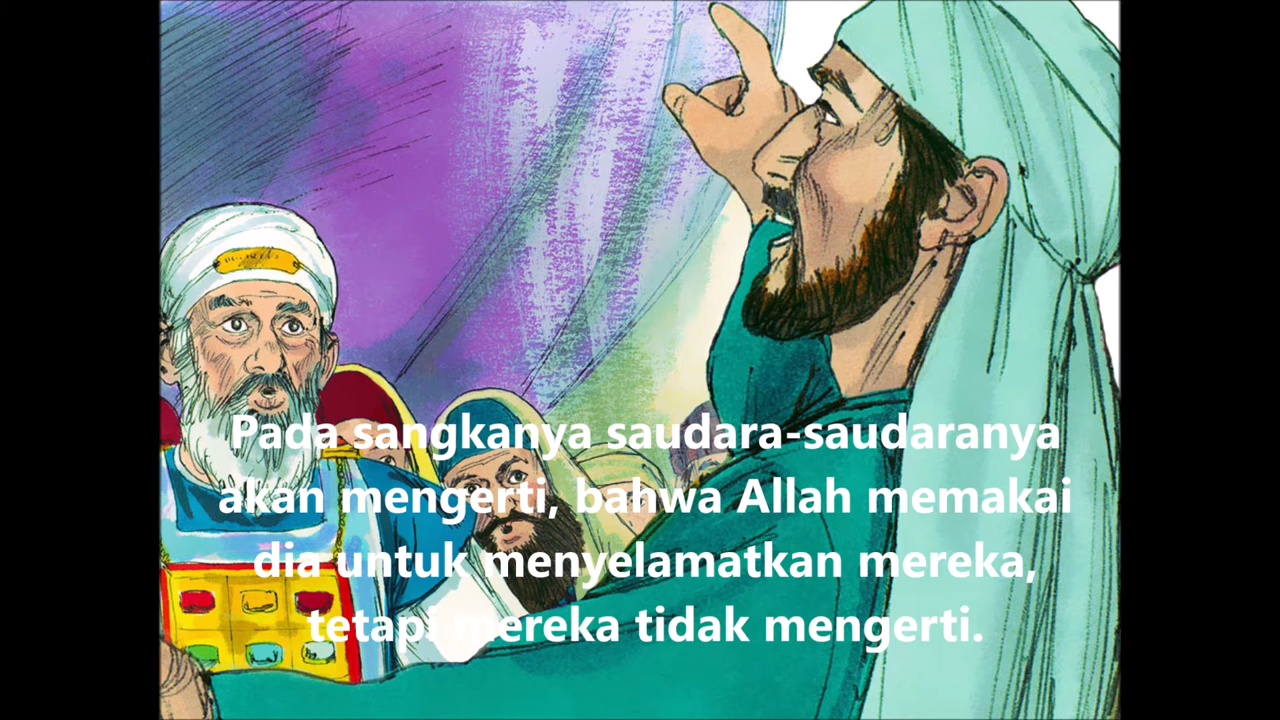 Pada sangkanya saudara-saudaranya
akan mengerti, bahwa Allah memakai
dia untuk menyelamatkan mereka,
tetapi mereka tidak mengerti.